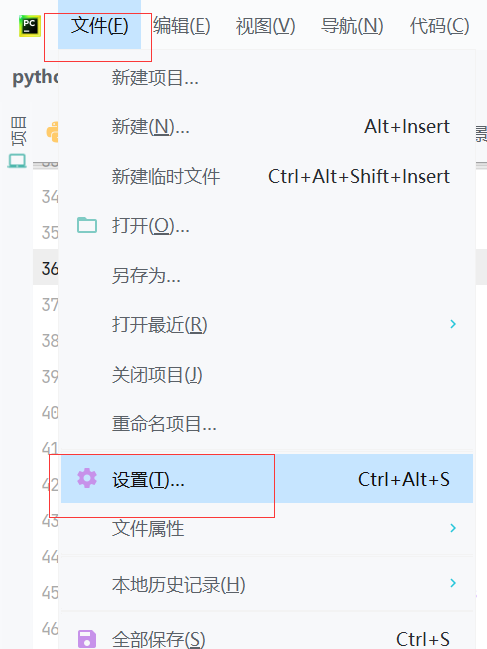 PC 文件(F) 编辑(E) 视图(V) 导航(N) 代码(C)
pytho
新建项目...
项目
新建(N)... Alt+Insert
新建临时文件 Ctrl+Alt+Shift+Insert
34
打开(O)...
35
36
另存为...
37
打开最近(R)
38
39
关闭项目(J)
40
重命名项目...
41
42
设置(T)... Ctrl+Alt+S
43
文件属性
44
45
本地历史记录(H)
46
全部保存(S) Ctrl+S